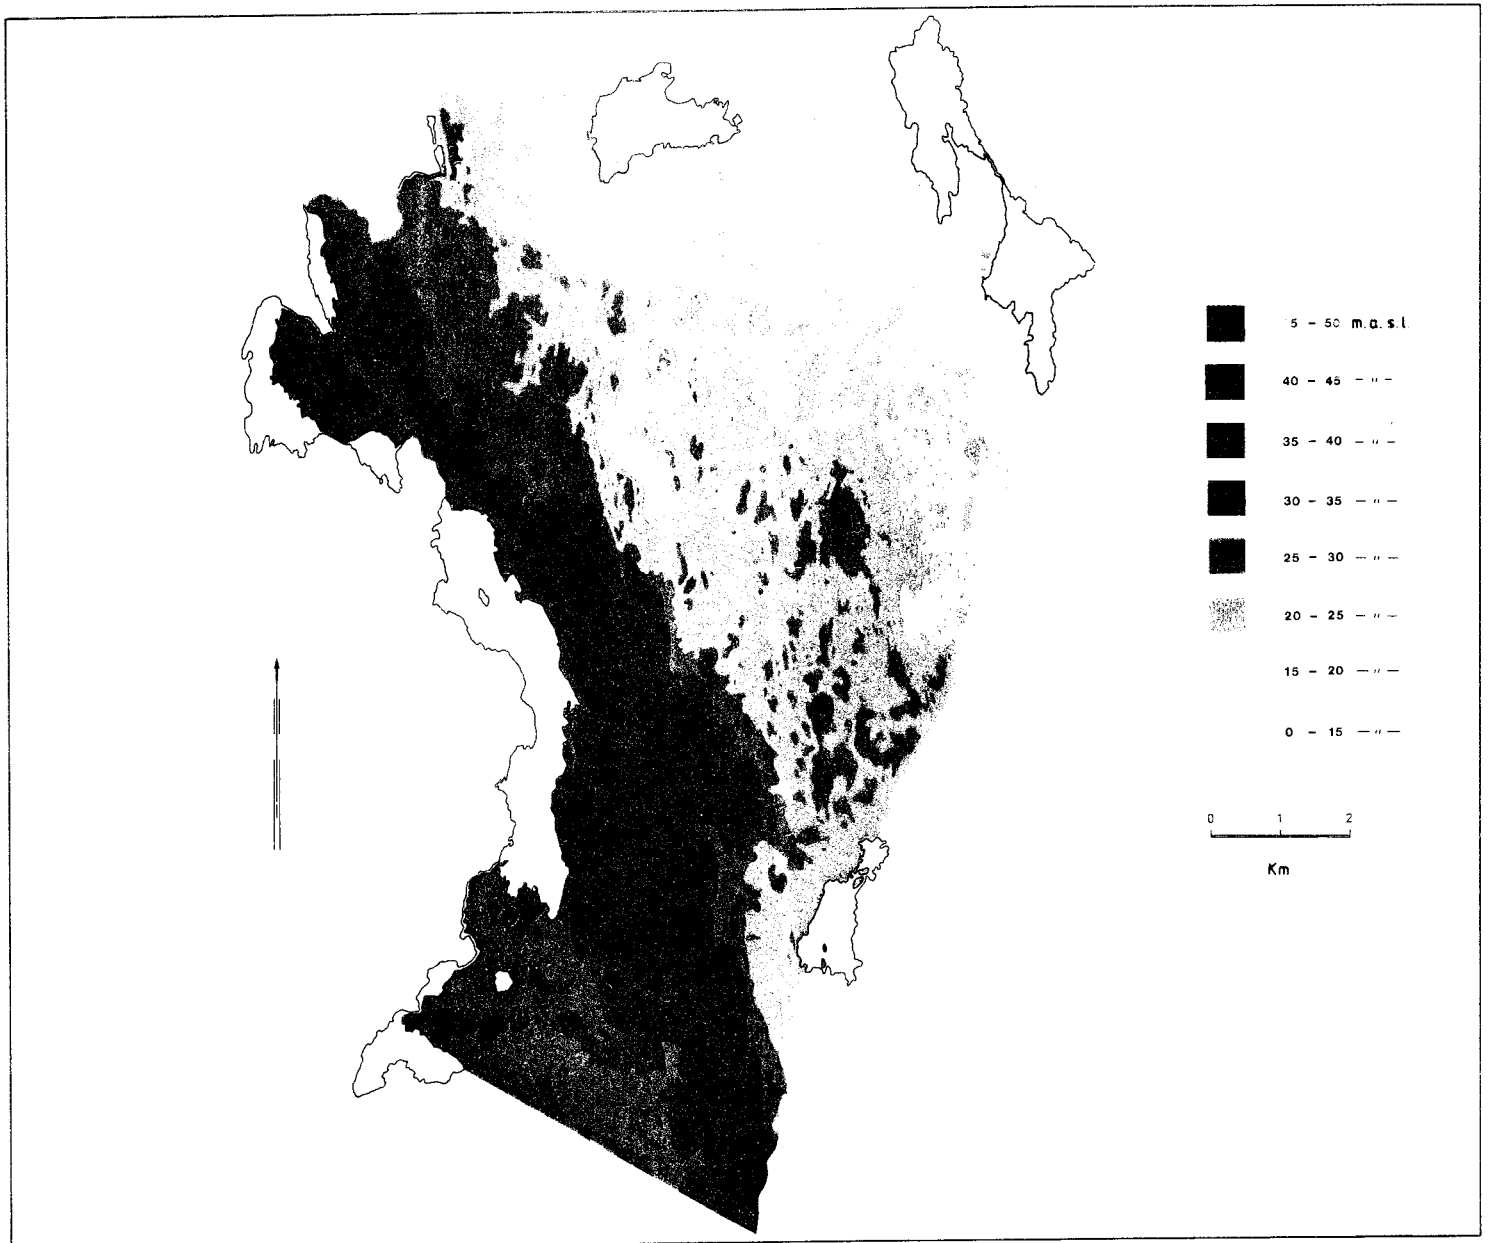 5 - 50 m.a.s.l.
40 - 45 — " —
35 - 40 — " —
30 - 35 — " —
25 - 30 — " —
20 - 25 — " —
15 - 20 — " —
0 - 15 — " —
0 1 2
Km